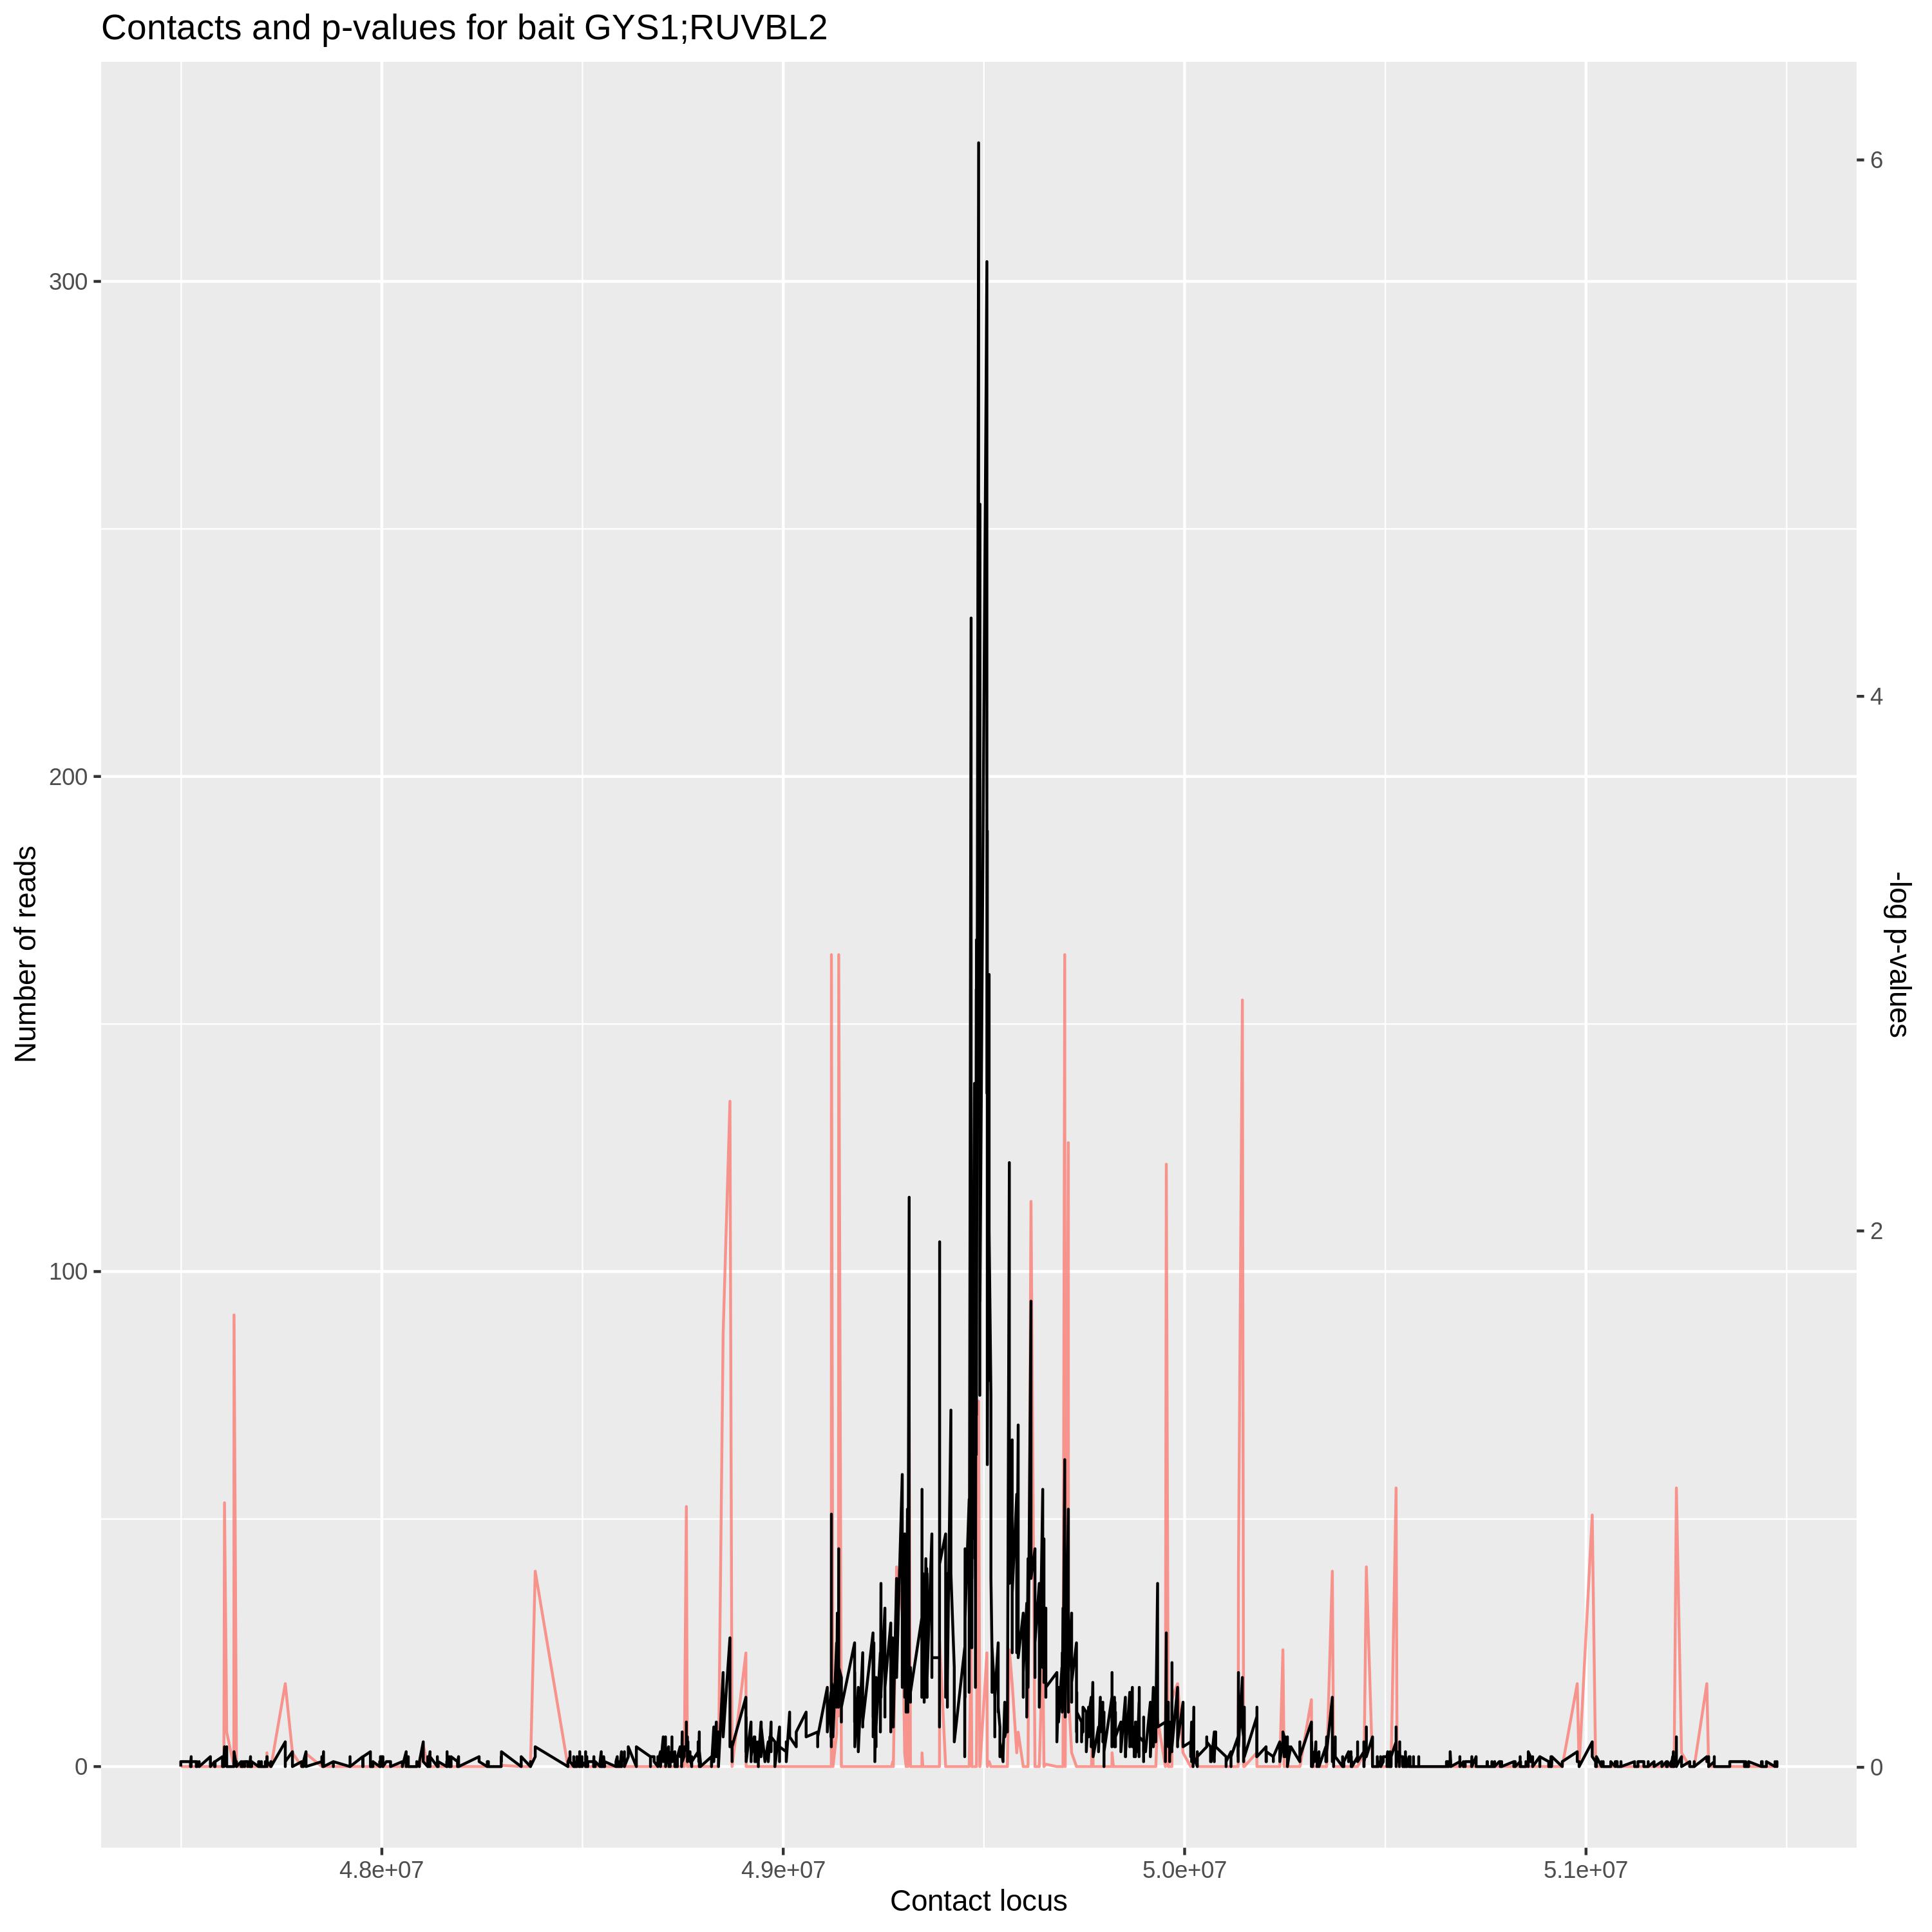 Contacts and p-values for bait GYS1;RUVBL2
Number of reads
300
200
100
0
6
4
2
0
-log p-values
4.8e+07
4.9e+07
5.0e+07
5.1e+07
Contact locus